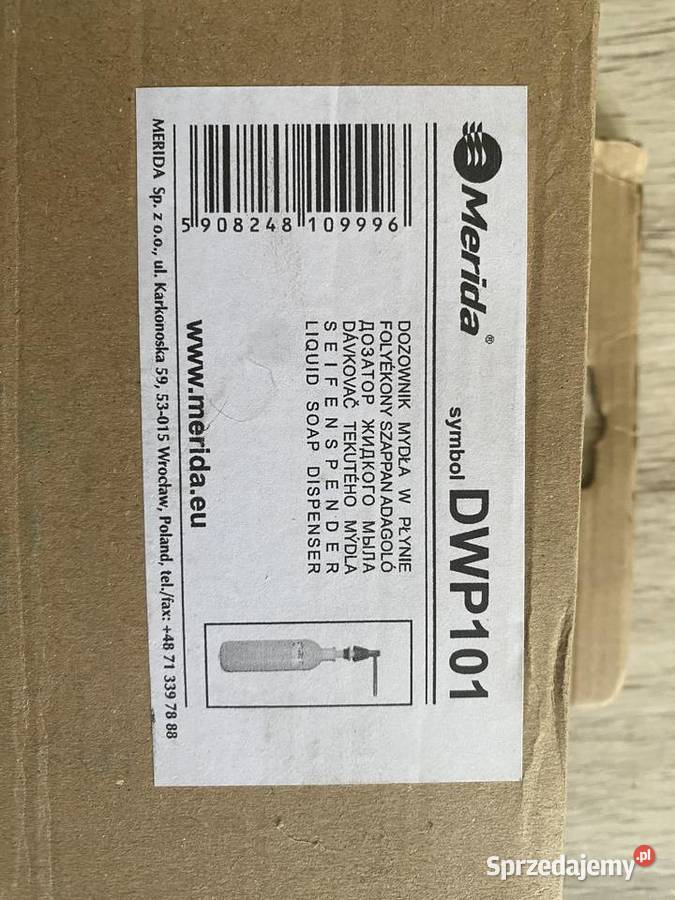 Merida®
symbol DWP101
5 908248 109996
DOZOWNIK MYDŁA W PŁYNIE
FOLYÉKONY SZAPPAN ADAGOLÓ
ДОЗАТОР ЖИДКОГО МЫЛА
DÁVKOVAČ TEKUTÉHO MÝDLA
SEIFENSPENDER
LIQUID SOAP DISPENSER
www.merida.eu
MERIDA Sp. z o.o., ul. Karkonoska 59, 53-015 Wrocław, Poland, tel./fax: +48 71 339 78 88
Sprzedajemy.pl